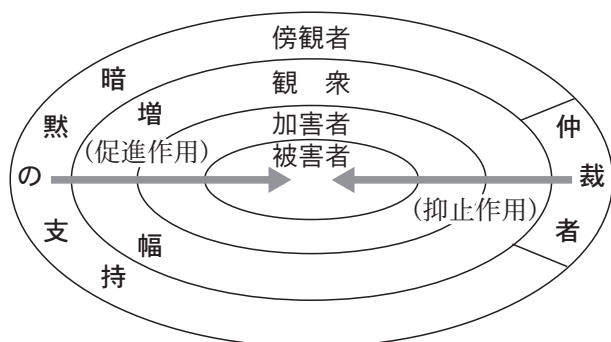 傍観者
観　衆
加害者
被害者
暗黙の支持
増幅
(促進作用)
(抑止作用)
仲裁者